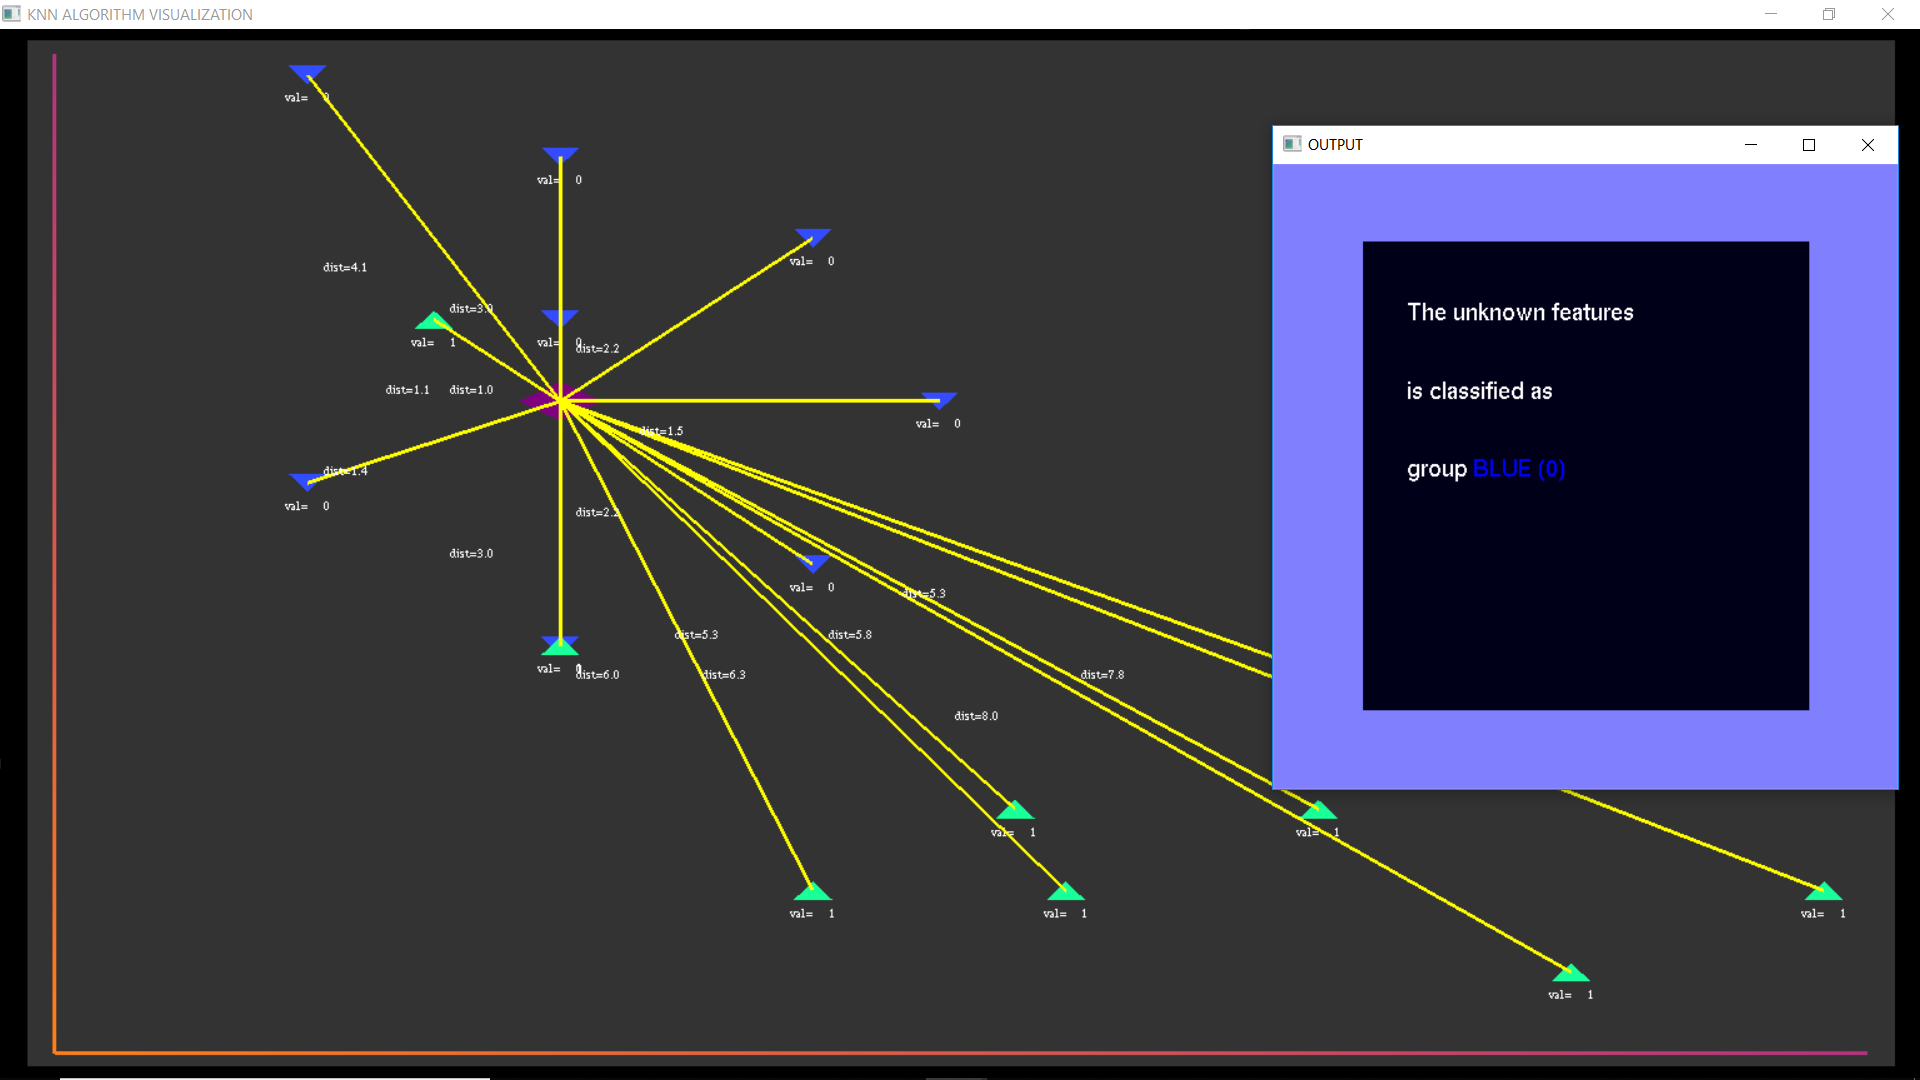 KNN ALGORITHM VISUALIZATION
val= 0
val= 0
val= 0
dist=4.1
dist=3.0
val= 1
val= 0
dist=2.2
dist=1.1
dist=1.0
val= 0
dist=1.5
dist=1.4
val= 0
dist=2.2
dist=3.0
val= 0
dist=5.3
dist=5.3
dist=5.8
val=
dist=6.0
dist=6.3
dist=7.8
dist=8.0
val= 1
val= 1
val= 1
val= 1
val= 1
val= 1
OUTPUT
The unknown features
is classified as
group BLUE (0)